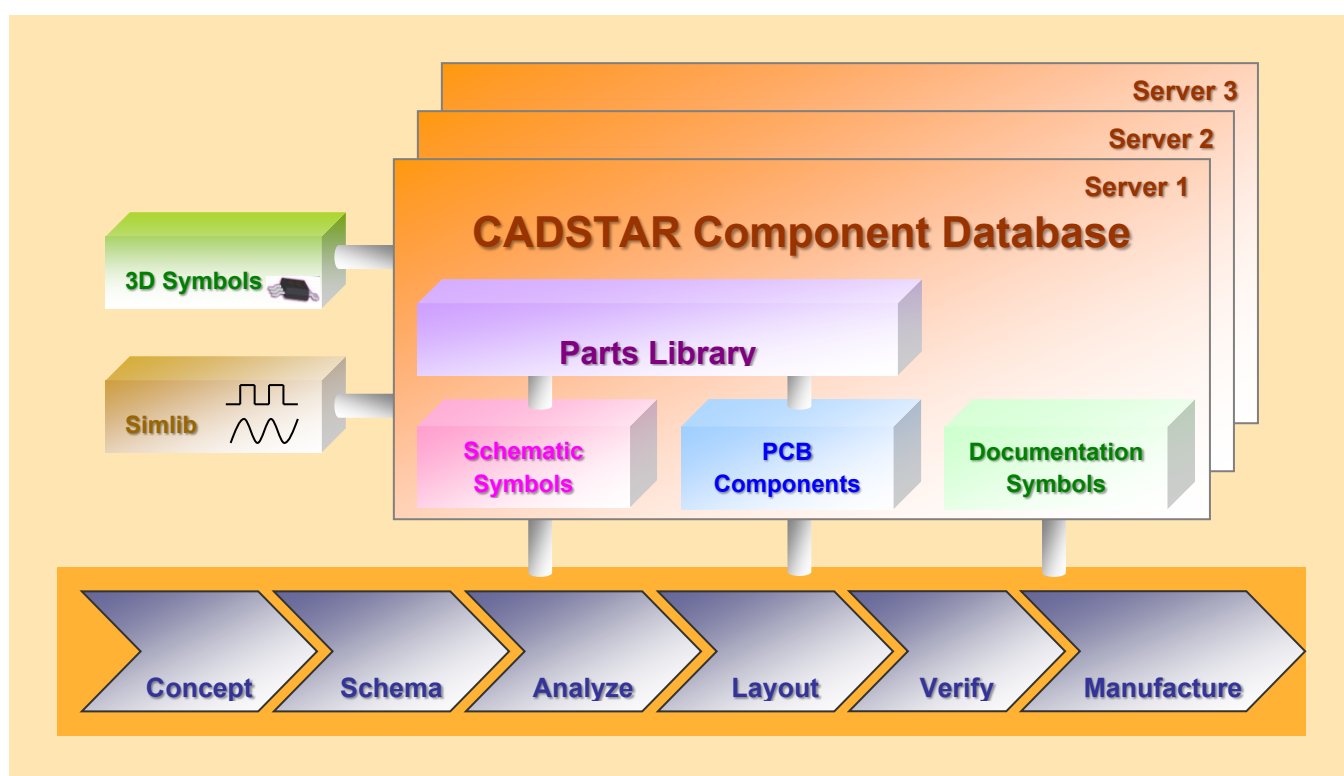 Server 3
Server 2
Server 1
CADSTAR Component Database
3D Symbols
Parts Library
Simlib
Schematic
Symbols
PCB
Components
Documentation
Symbols
Concept
Schema
Analyze
Layout
Verify
Manufacture